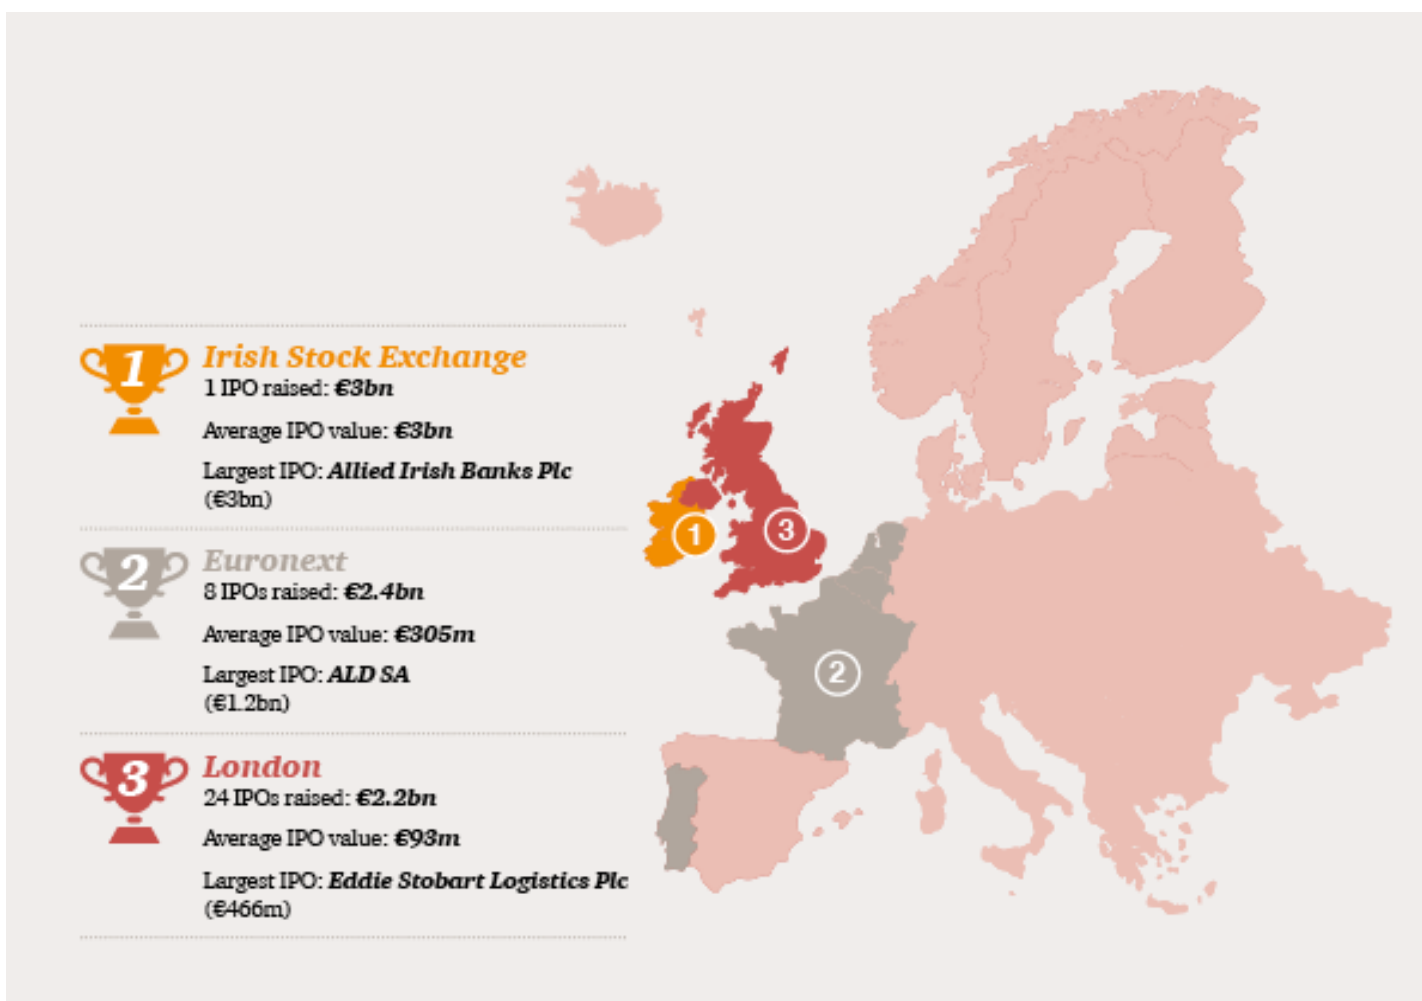 1
Irish Stock Exchange
1 IPO raised: €3bn
Average IPO value: €3bn
Largest IPO: Allied Irish Banks Plc
(€3bn)
2
Euronext
8 IPOs raised: €2.4bn
Average IPO value: €305m
Largest IPO: ALD SA
(€1.2bn)
3
London
24 IPOs raised: €2.2bn
Average IPO value: €93m
Largest IPO: Eddie Stobart Logistics Plc
(€466m)
1
3
2